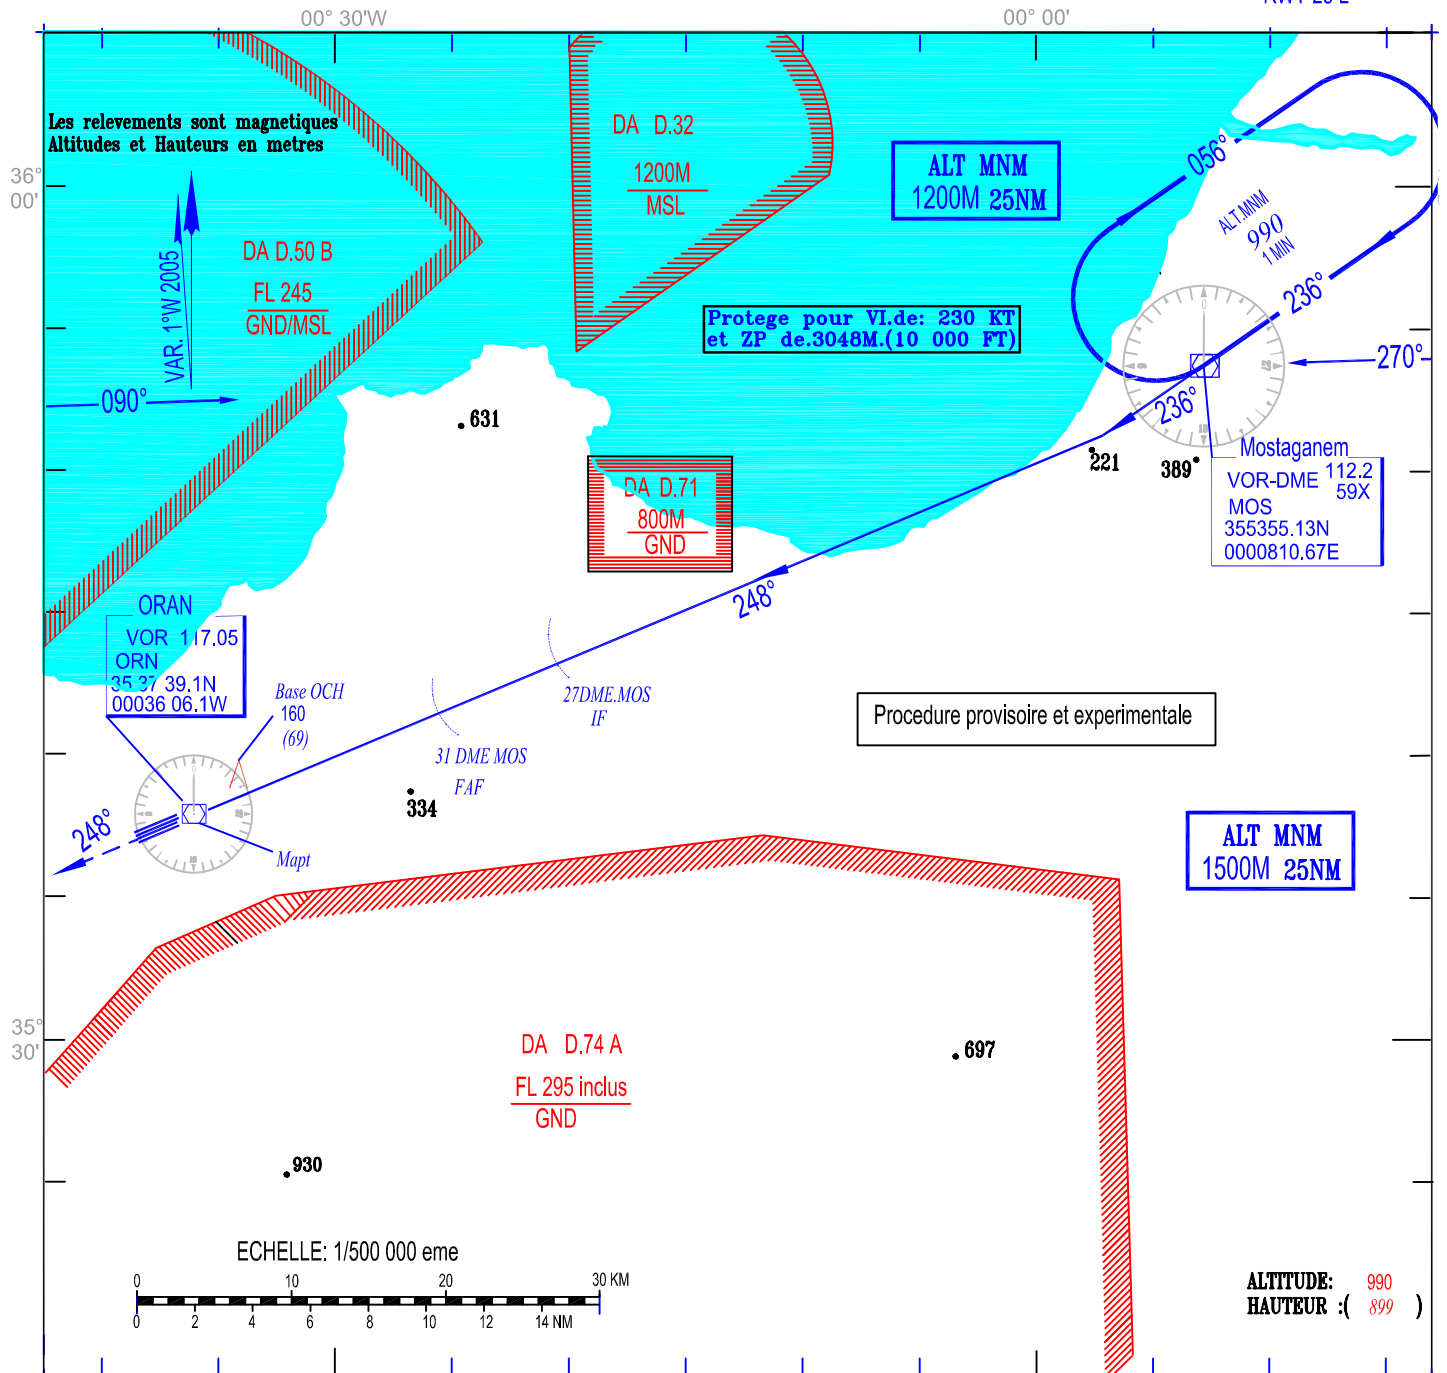 00° 30'W
00° 00'
Les relevements sont magnetiques
Altitudes et Hauteurs en metres
36°
00'
VAR. 1°W 2005
DA D.50 B
FL 245
GND/MSL
090°
DA D.32
1200M
MSL
ALT MNM
1200M 25NM
056°
ALT.MNM
990
1 MIN
236°
Protege pour VI.de: 230 KT
et ZP de.3048M.(10 000 FT)
270°
236°
631
221
389
Mostaganem
VOR-DME 112.2
59X
MOS
355355.13N
0000810.67E
DA D.71
800M
GND
248°
ORAN
VOR 117.05
ORN
35 37 39.1N
00036 06.1W
Base OCH
160
(69)
27DME.MOS
IF
31 DME MOS
FAF
Procedure provisoire et experimentale
334
248°
Mapt
ALT MNM
1500M 25NM
35°
30'
DA D.74 A
FL 295 inclus
GND
697
930
ECHELLE: 1/500 000 eme
0 10 20 30 KM
0 2 4 6 8 10 12 14 NM
ALTITUDE: 990
HAUTEUR :( 899 )